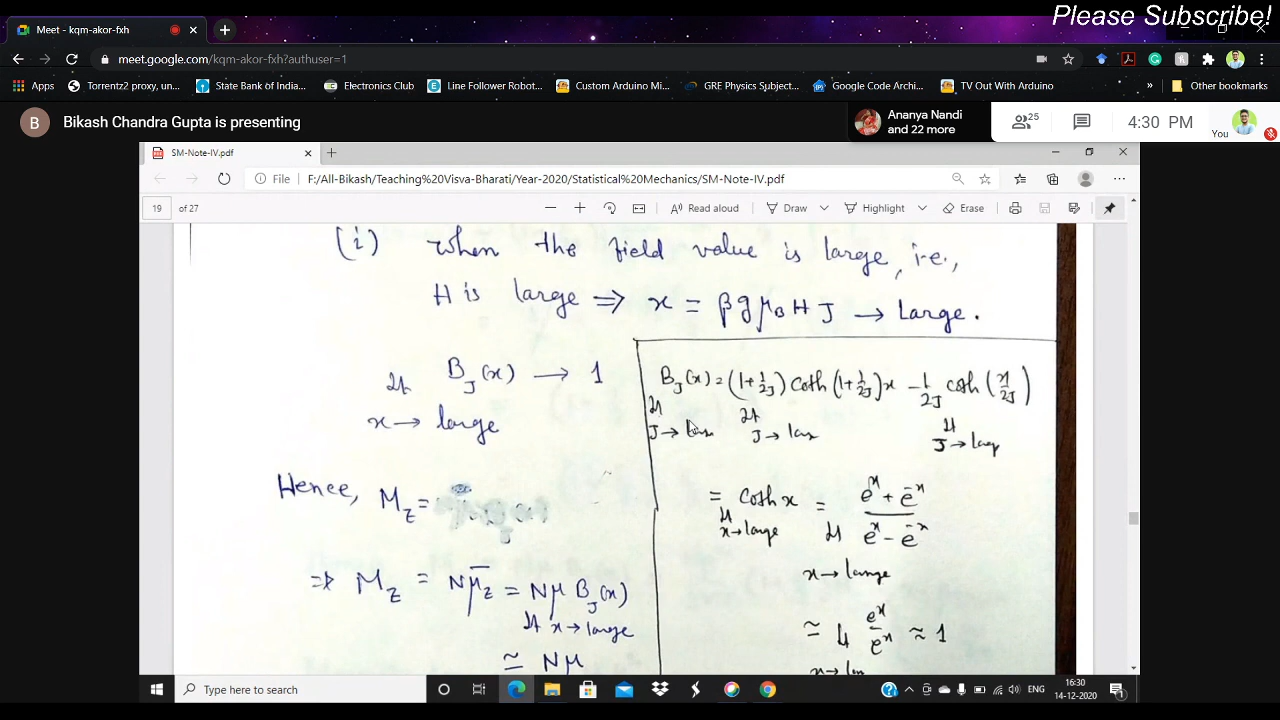 Please Subscribe!
Meet - kqm-akor-fxh
meet.google.com/kqm-akor-fxh?authuser=1
Apps Torrentz2 proxy, un... State Bank of India... Electronics Club Line Follower Robot... Custom Arduino Mi... GRE Physics Subject... Google Code Archi... TV Out With Arduino » Other bookmarks
B Bikash Chandra Gupta is presenting
Ananya Nandi
and 22 more
25
4:30 PM
You
SM-Note-IV.pdf
File F:/All-Bikash/Teaching%20Visva-Bharati/Year-2020/Statistical%20Mechanics/SM-Note-IV.pdf
19 of 27 Read aloud Draw Highlight Erase
(i) When the field value is large, i.e.,
H is large ⇒ x = βgμ_B H J → Large.
Lt B_J(x) → 1
x → large
B_J(x) = (1+1/2J) coth (1+1/2J)x - 1/2J coth (x/2J)
Lt Lt Lt
J → large J → large J → large
= coth x = (e^x + e^-x)/(e^x - e^-x)
Lt Lt
x → large
x → large
Hence, M_z =
⇒ M_z = N μ̄_z = Nμ B_J(x)
Lt x → large
≅ Nμ
≅ Lt e^x/e^x ≈ 1
x →
Type here to search
ENG
16:30
14-12-2020
1